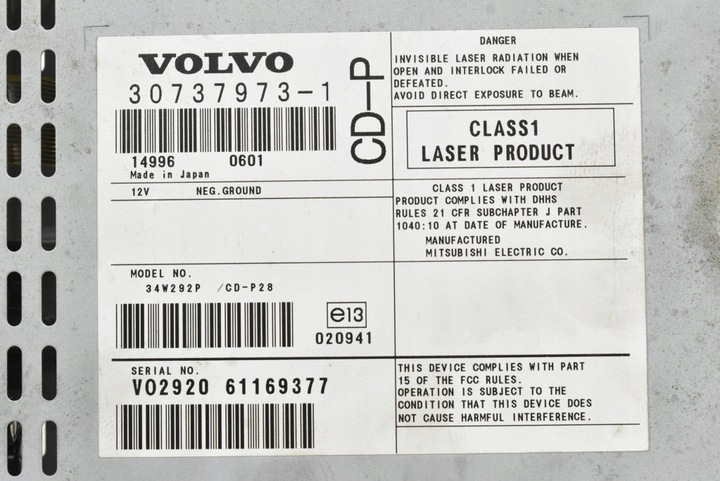 VOLVO
30737973-1
CD-P
14996 0601
Made in Japan
12V NEG.GROUND
MODEL NO.
34W292P /CD-P28
e13
020941
SERIAL NO.
VO2920 61169377
DANGER
INVISIBLE LASER RADIATION WHEN
OPEN AND INTERLOCK FAILED OR
DEFEATED.
AVOID DIRECT EXPOSURE TO BEAM.
CLASS1
LASER PRODUCT
CLASS 1 LASER PRODUCT
PRODUCT COMPLIES WITH DHHS
RULES 21 CFR SUBCHAPTER J PART
1040:10 AT DATE OF MANUFACTURE.
MANUFACTURED
MITSUBISHI ELECTRIC CO.
THIS DEVICE COMPLIES WITH PART
15 OF THE FCC RULES.
OPERATION IS SUBJECT TO THE
CONDITION THAT THIS DEVICE DOES
NOT CAUSE HARMFUL INTERFERENCE.